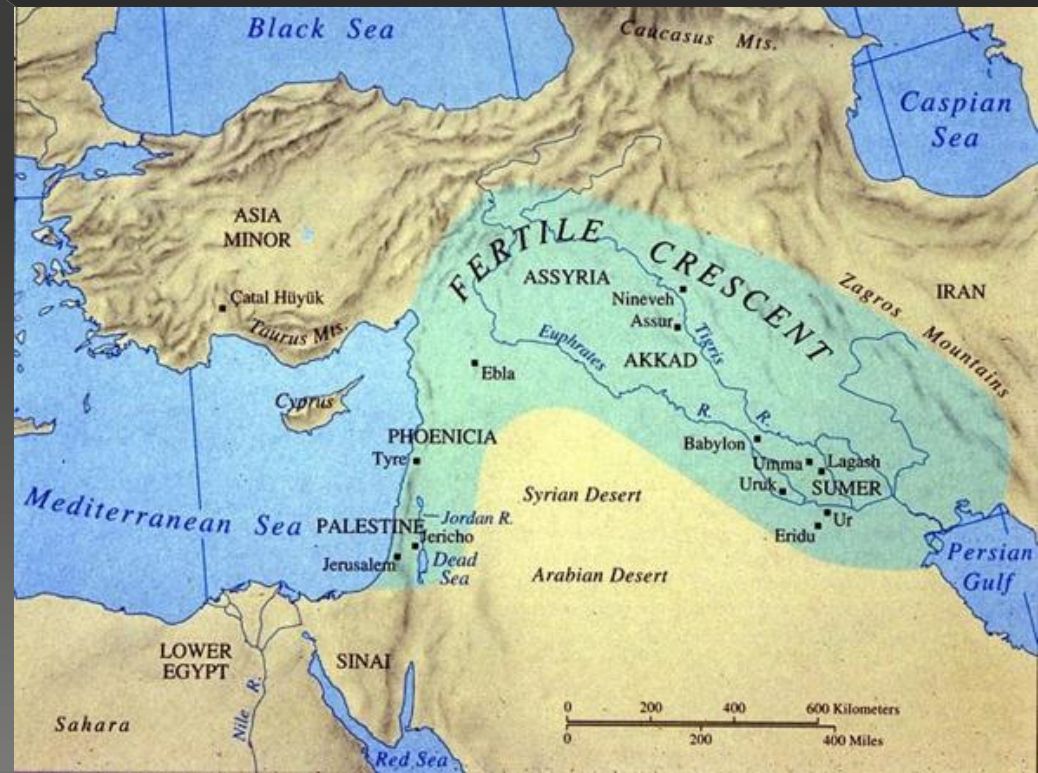 Black Sea
Caucasus Mts.
Caspian
Sea
ASIA
MINOR
FERTILE CRESCENT
ASSYRIA
Zagros Mountains
IRAN
Çatal Hüyük
Nineveh
Taurus Mts.
Assur
Tigris R.
Euphrates R.
AKKAD
Ebla
Cyprus
PHOENICIA
Babylon
Tyre
Umma
Lagash
Uruk
SUMER
Syrian Desert
Mediterranean Sea
PALESTINE
Jordan R.
Ur
Jericho
Eridu
Jerusalem
Dead
Sea
Persian
Gulf
Arabian Desert
LOWER
EGYPT
SINAI
Nile R.
Sahara
Red Sea
0 200 400 600 Kilometers
0 200 400 Miles